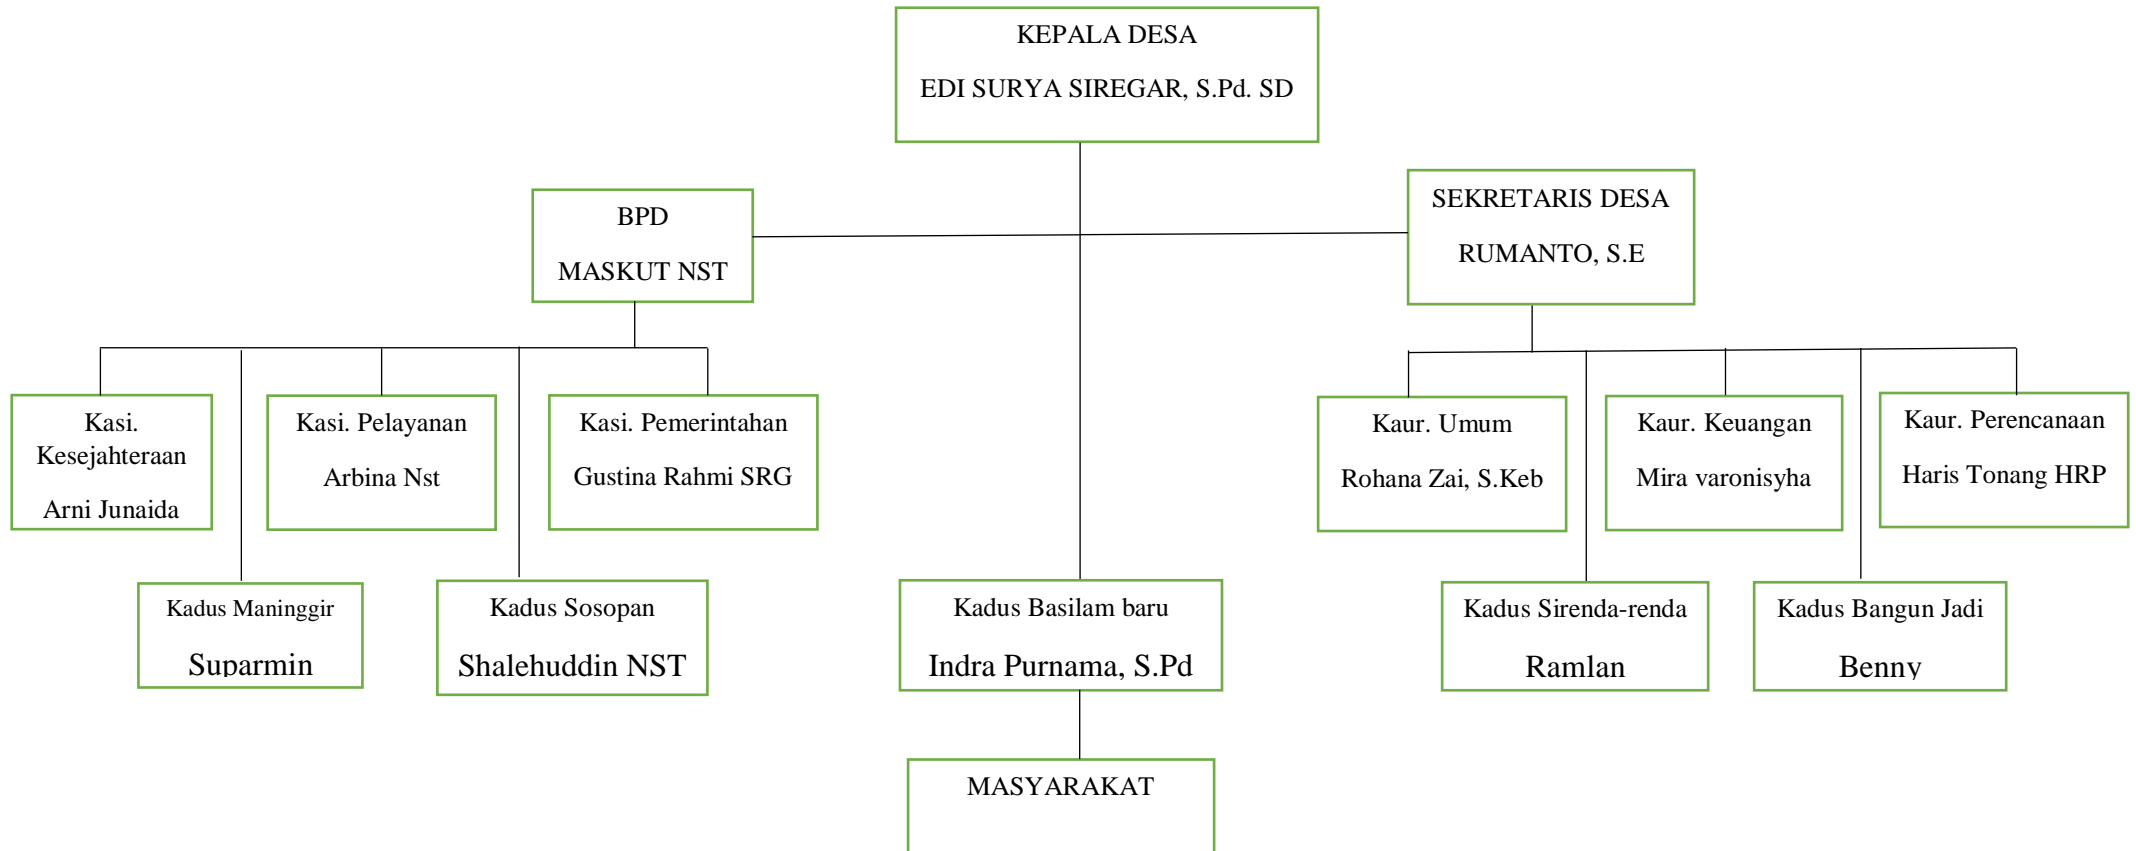 KEPALA DESA
EDI SURYA SIREGAR, S.Pd. SD
BPD
MASKUT NST
SEKRETARIS DESA
RUMANTO, S.E
Kasi.
Kesejahteraan
Arni Junaida
Kasi. Pelayanan
Arbina Nst
Kasi. Pemerintahan
Gustina Rahmi SRG
Kaur. Umum
Rohana Zai, S.Keb
Kaur. Keuangan
Mira varonisyha
Kaur. Perencanaan
Haris Tonang HRP
Kadus Maninggir
Suparmin
Kadus Sosopan
Shalehuddin NST
Kadus Basilam baru
Indra Purnama, S.Pd
Kadus Sirenda-renda
Ramlan
Kadus Bangun Jadi
Benny
MASYARAKAT